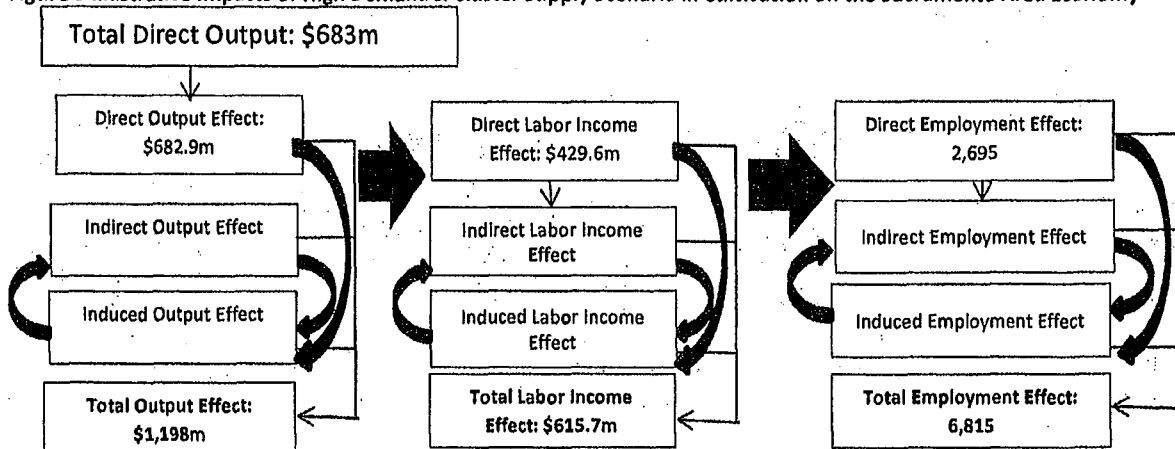 Total Direct Output: $683m
Direct Output Effect:
$682.9m
Indirect Output Effect
Induced Output Effect
Total Output Effect:
$1,198m
Direct Labor Income
Effect: $429.6m
Indirect Labor Income
Effect
Induced Labor Income
Effect
Total Labor Income
Effect: $615.7m
Direct Employment Effect:
2,695
Indirect Employment Effect
Induced Employment Effect
Total Employment Effect:
6,815